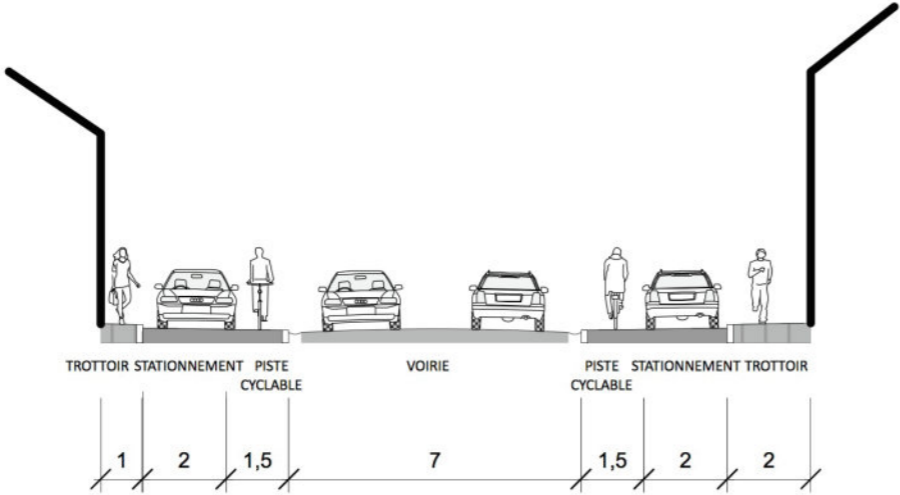 TROTTOIR STATIONNEMENT PISTE VOIRIE PISTE STATIONNEMENT TROTTOIR
CYCLABLE CYCLABLE
1 2 1,5 7 1,5 2 2